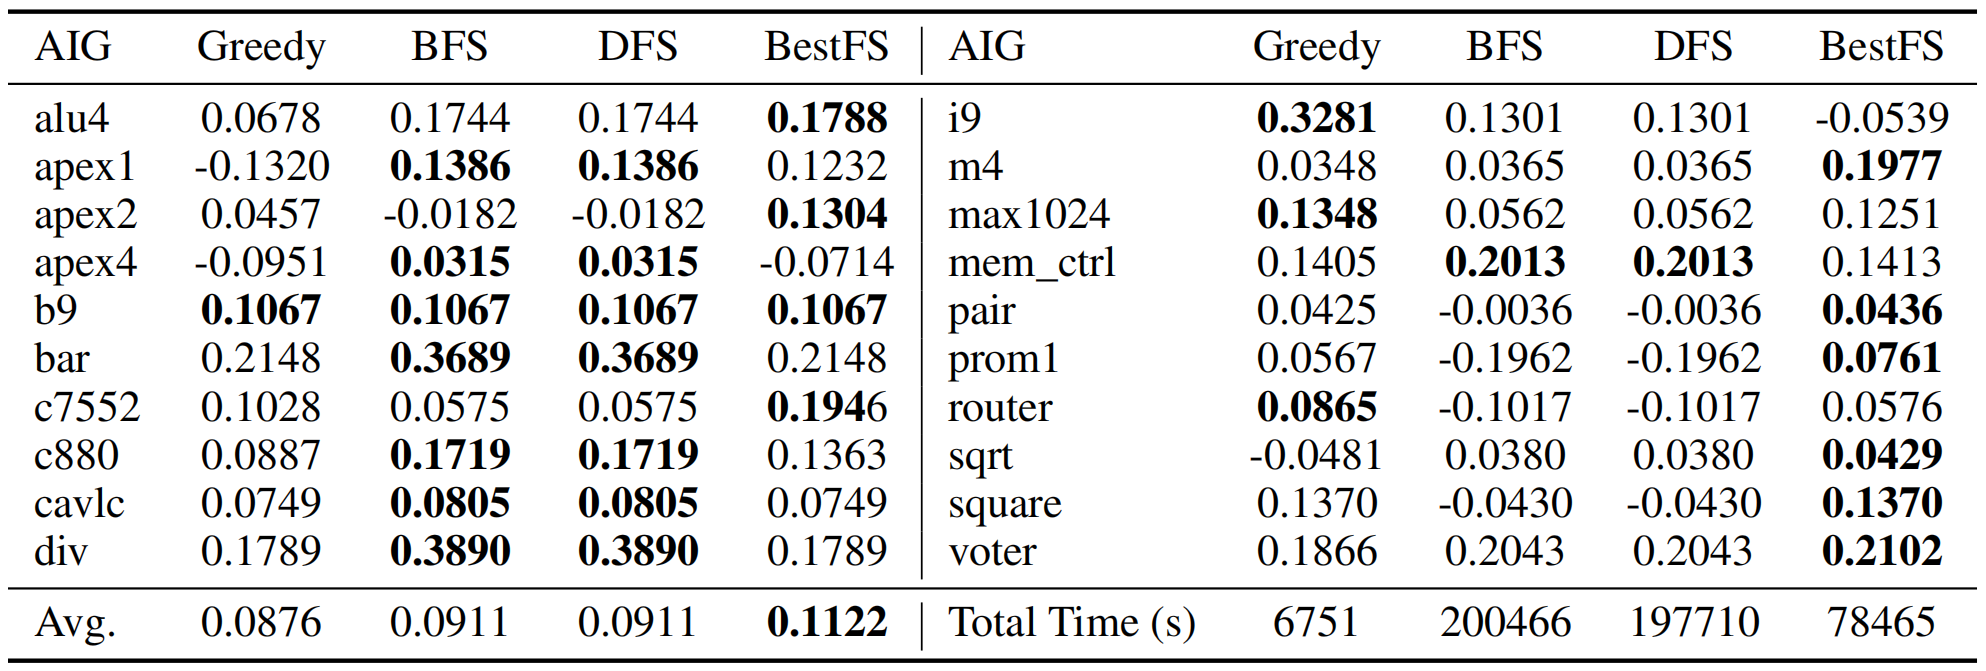 AIG Greedy BFS DFS BestFS AIG Greedy BFS DFS BestFS
alu4 0.0678 0.1744 0.1744 0.1788 i9 0.3281 0.1301 0.1301 -0.0539
apex1 -0.1320 0.1386 0.1386 0.1232 m4 0.0348 0.0365 0.0365 0.1977
apex2 0.0457 -0.0182 -0.0182 0.1304 max1024 0.1348 0.0562 0.0562 0.1251
apex4 -0.0951 0.0315 0.0315 -0.0714 mem_ctrl 0.1405 0.2013 0.2013 0.1413
b9 0.1067 0.1067 0.1067 0.1067 pair 0.0425 -0.0036 -0.0036 0.0436
bar 0.2148 0.3689 0.3689 0.2148 prom1 0.0567 -0.1962 -0.1962 0.0761
c7552 0.1028 0.0575 0.0575 0.1946 router 0.0865 -0.1017 -0.1017 0.0576
c880 0.0887 0.1719 0.1719 0.1363 sqrt -0.0481 0.0380 0.0380 0.0429
cavlc 0.0749 0.0805 0.0805 0.0749 square 0.1370 -0.0430 -0.0430 0.1370
div 0.1789 0.3890 0.3890 0.1789 voter 0.1866 0.2043 0.2043 0.2102
Avg. 0.0876 0.0911 0.0911 0.1122 Total Time (s) 6751 200466 197710 78465